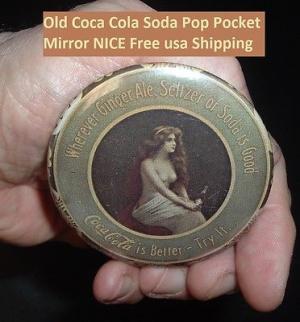 Old Coca Cola Soda Pop Pocket
Mirror NICE Free usa Shipping
Wherever Ginger Ale, Seltzer or Soda is Good
Coca-Cola is Better - Try It.